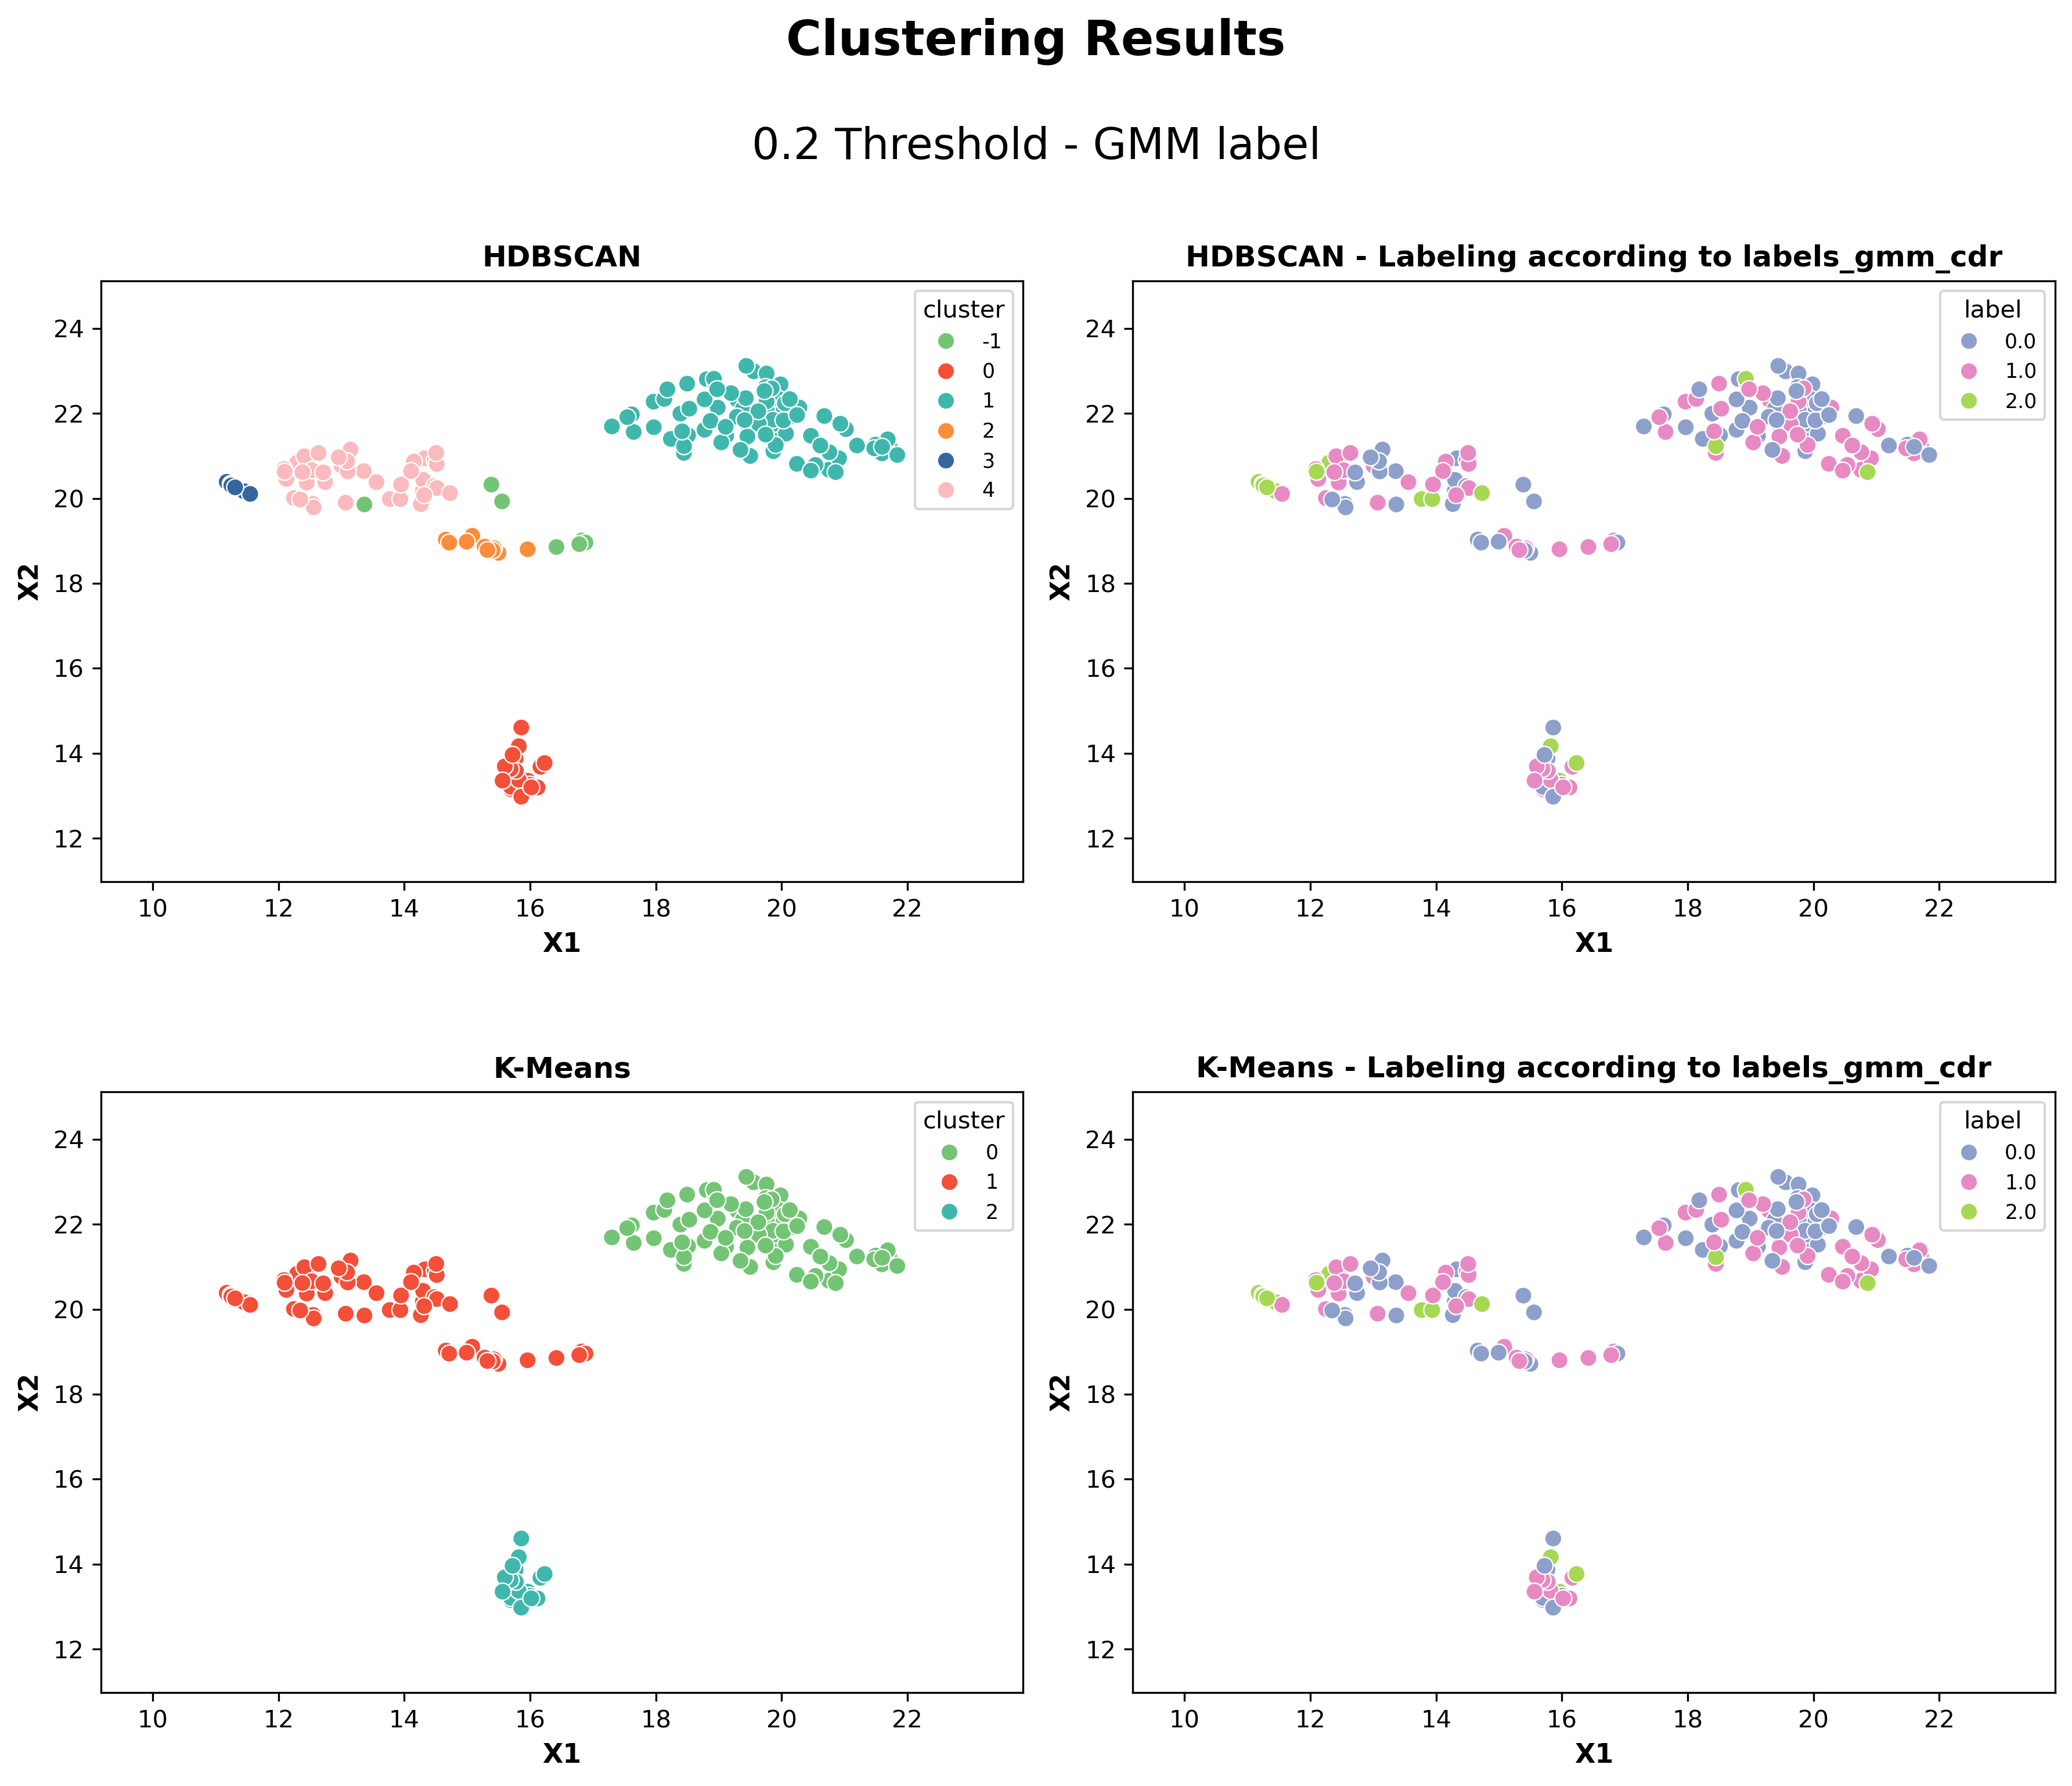 Clustering Results
0.2 Threshold - GMM label
HDBSCAN
cluster
-1
0
1
2
3
4
24
22
20
18
16
14
12
X2
10 12 14 16 18 20 22
X1
HDBSCAN - Labeling according to labels_gmm_cdr
label
0.0
1.0
2.0
24
22
20
18
16
14
12
X2
10 12 14 16 18 20 22
X1
K-Means
cluster
0
1
2
24
22
20
18
16
14
12
X2
10 12 14 16 18 20 22
X1
K-Means - Labeling according to labels_gmm_cdr
label
0.0
1.0
2.0
24
22
20
18
16
14
12
X2
10 12 14 16 18 20 22
X1